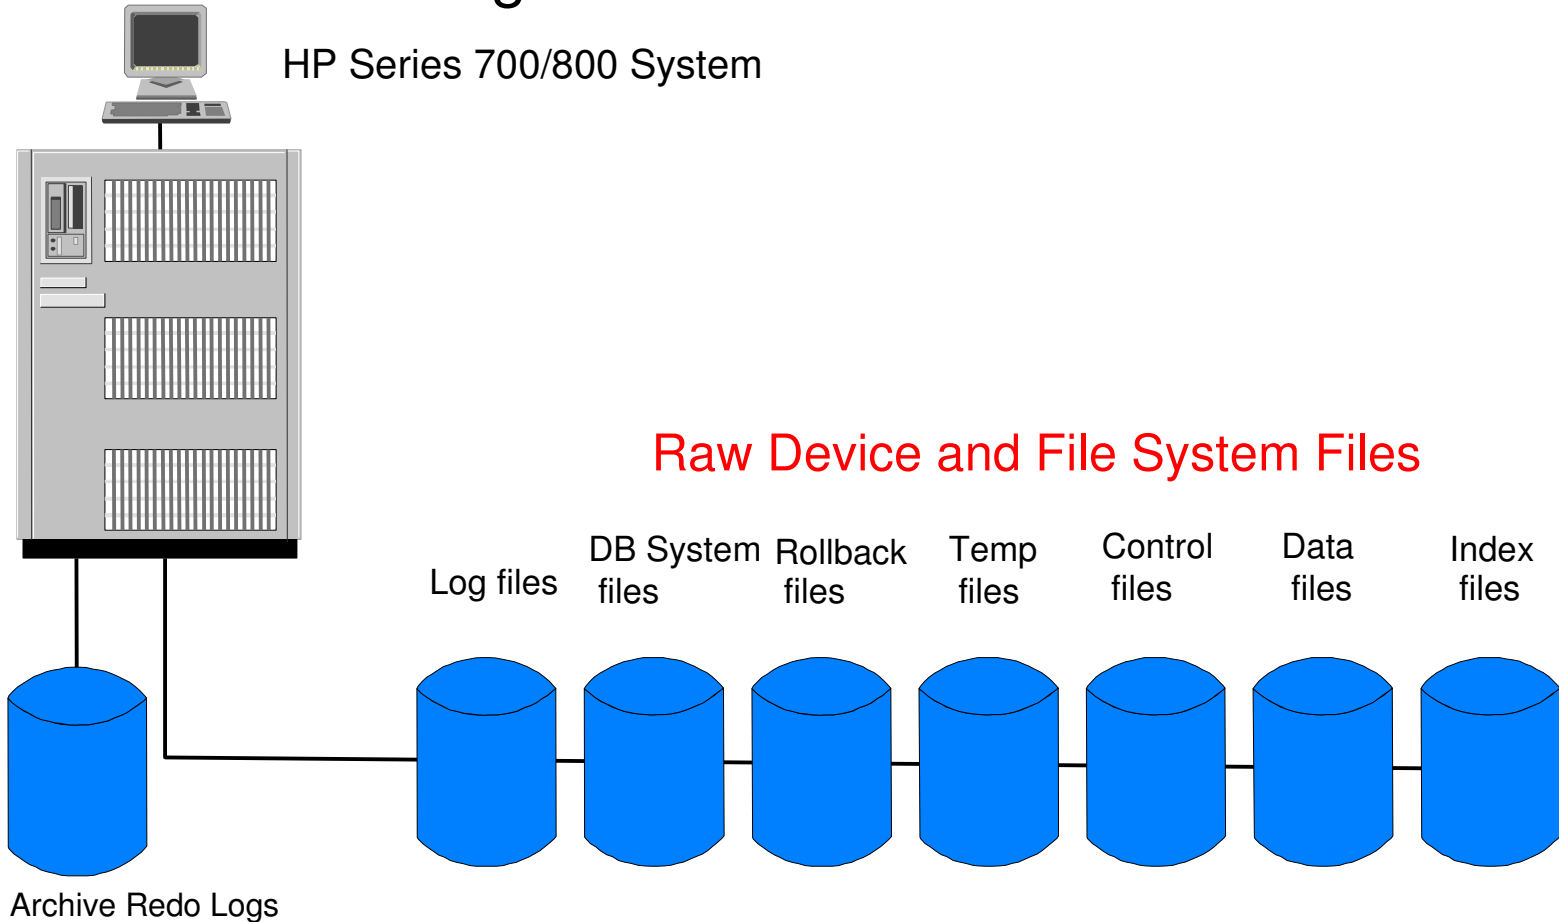 HP Series 700/800 System
Raw Device and File System Files
Log files
DB System
files
Rollback
files
Temp
files
Control
files
Data
files
Index
files
Archive Redo Logs